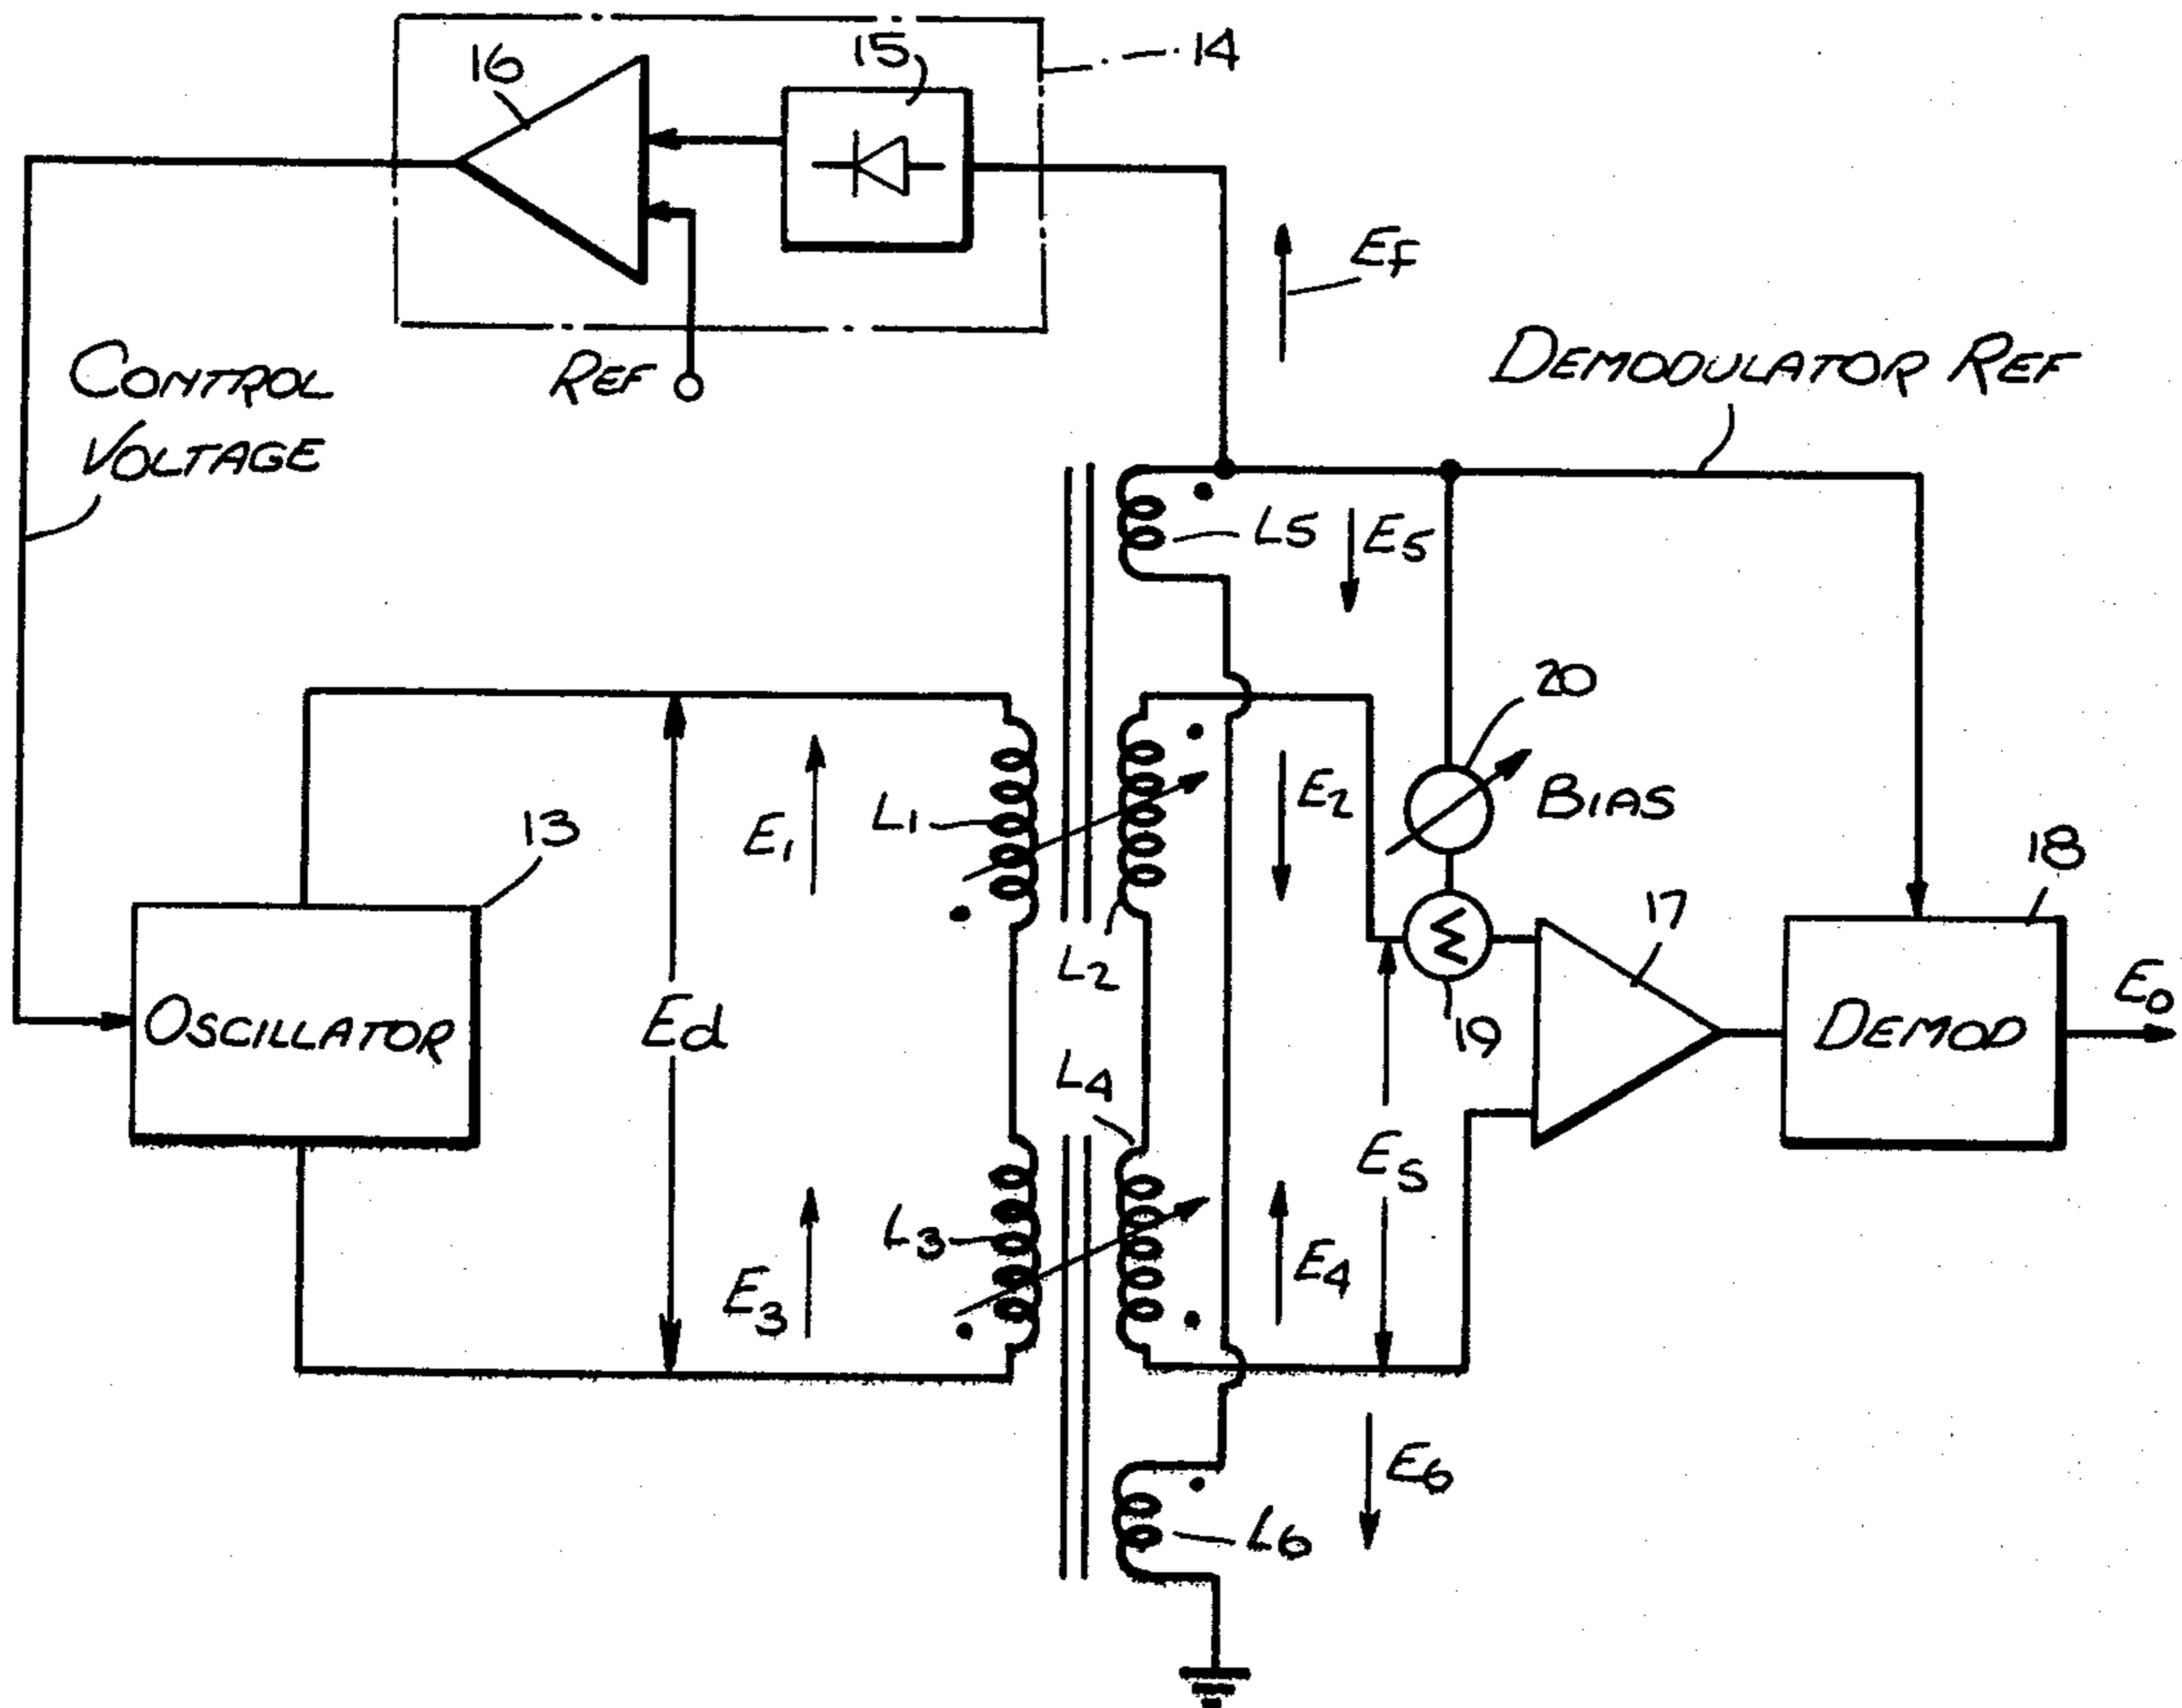 16
15
14
Ef
CONTROL
VOLTAGE
REF
DEMODULATOR REF
L5
E5
20
BIAS
E1
L1
E2
13
18
17
L2
Ed
OSCILLATOR
Σ
19
DEMOD
E0
L4
Es
L3
E3
E4
E6
L6